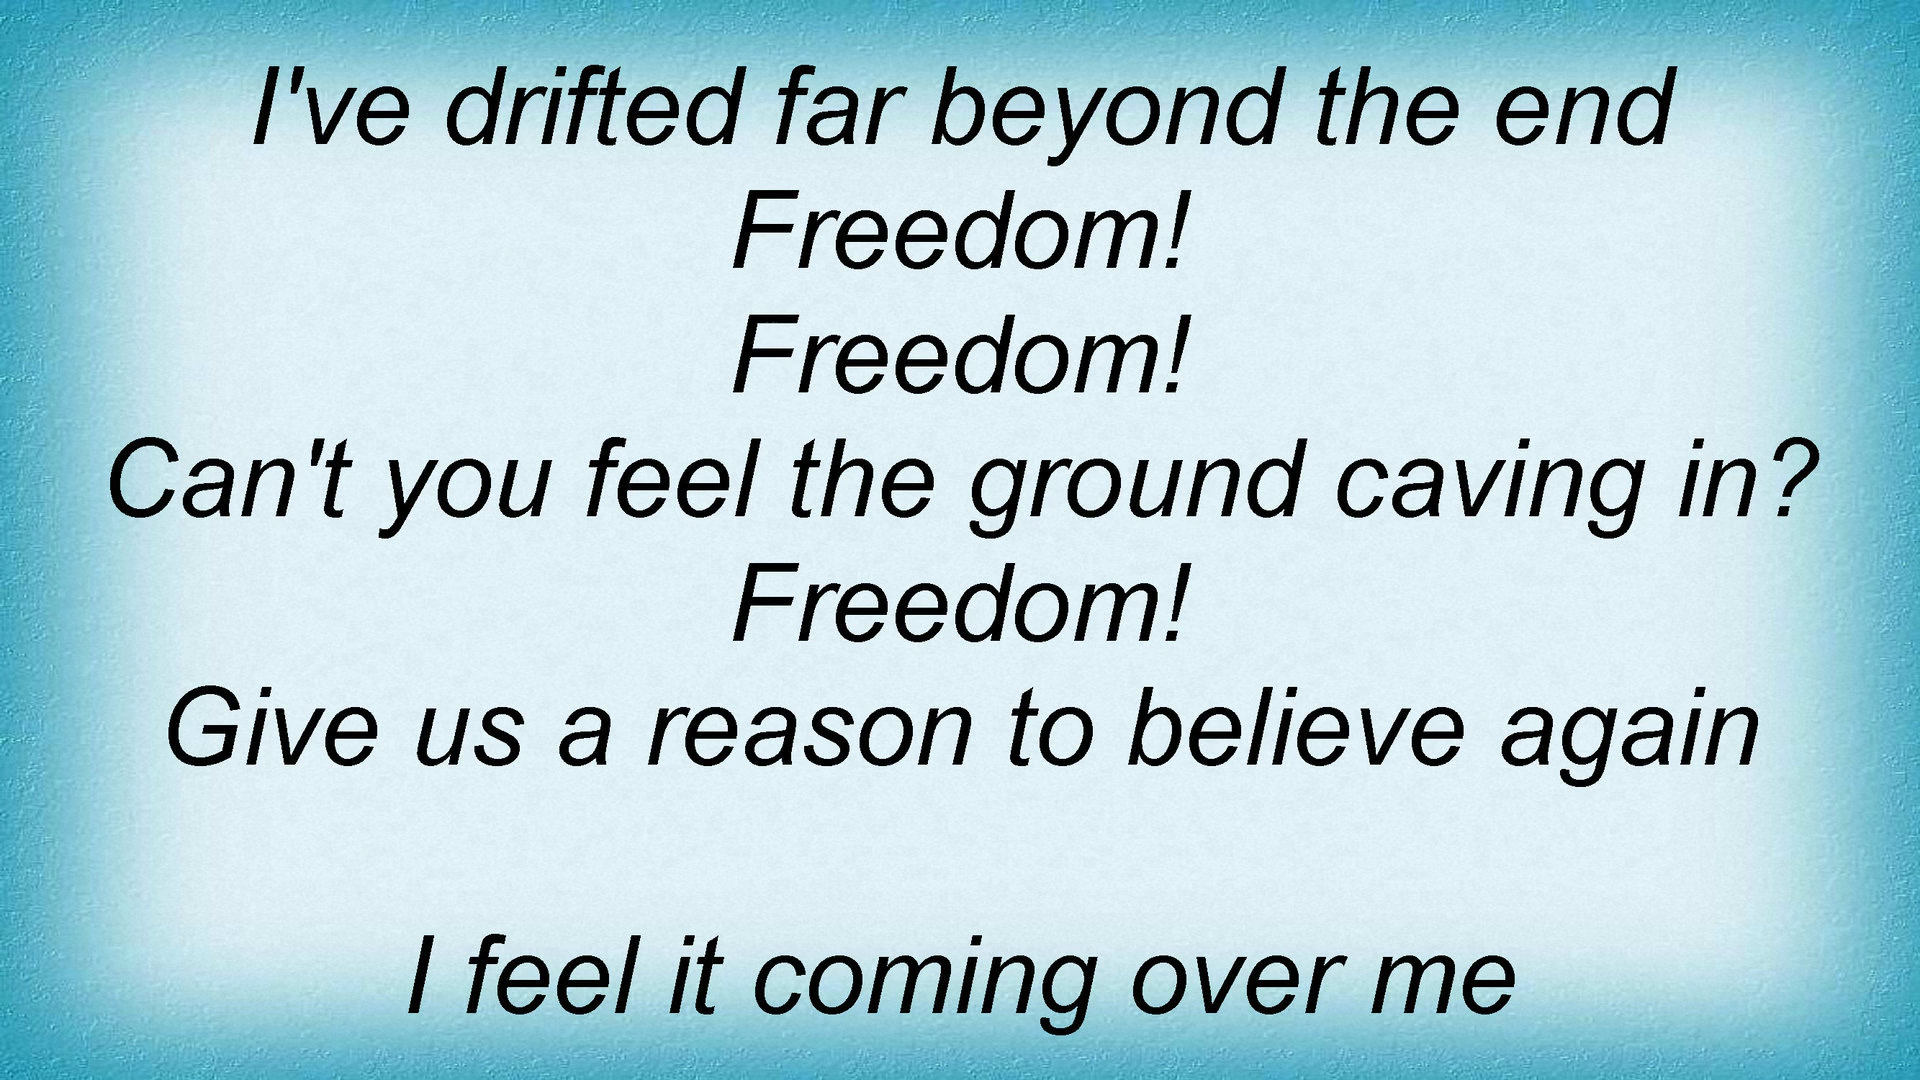 I've drifted far beyond the end
Freedom!
Freedom!
Can't you feel the ground caving in?
Freedom!
Give us a reason to believe again
I feel it coming over me